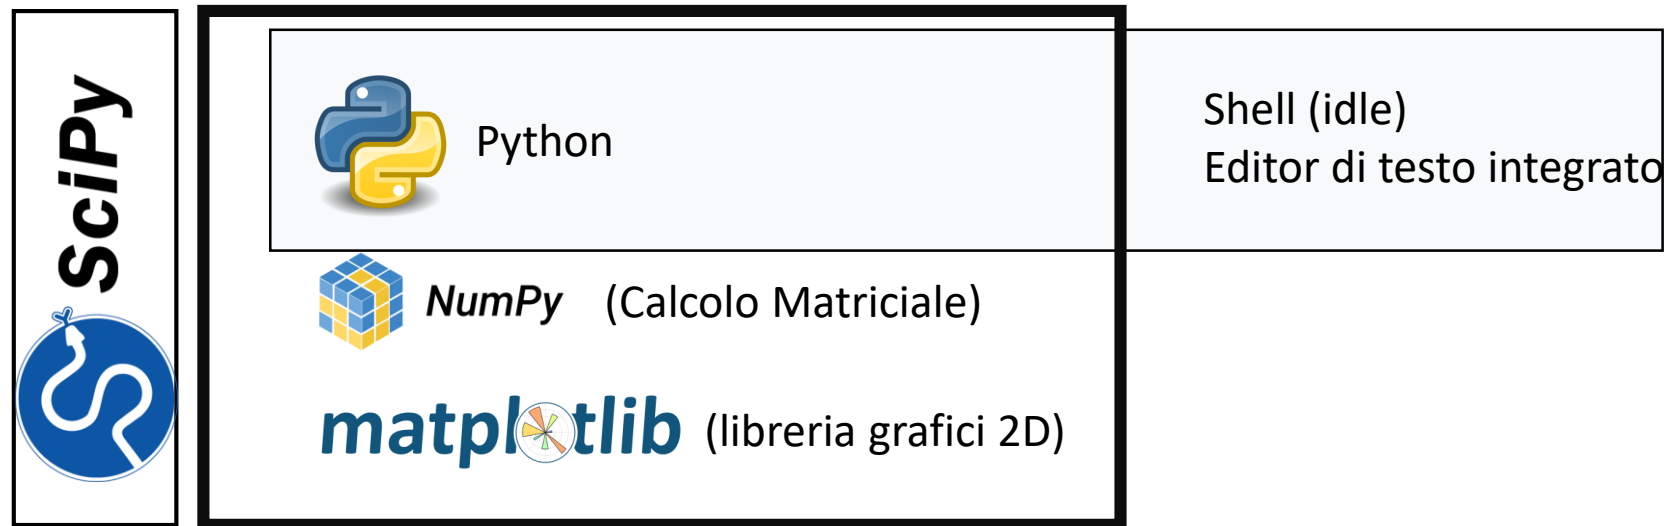 SciPy
Python
Shell (idle)
Editor di testo integrato
NumPy (Calcolo Matriciale)
matplotlib (libreria grafici 2D)